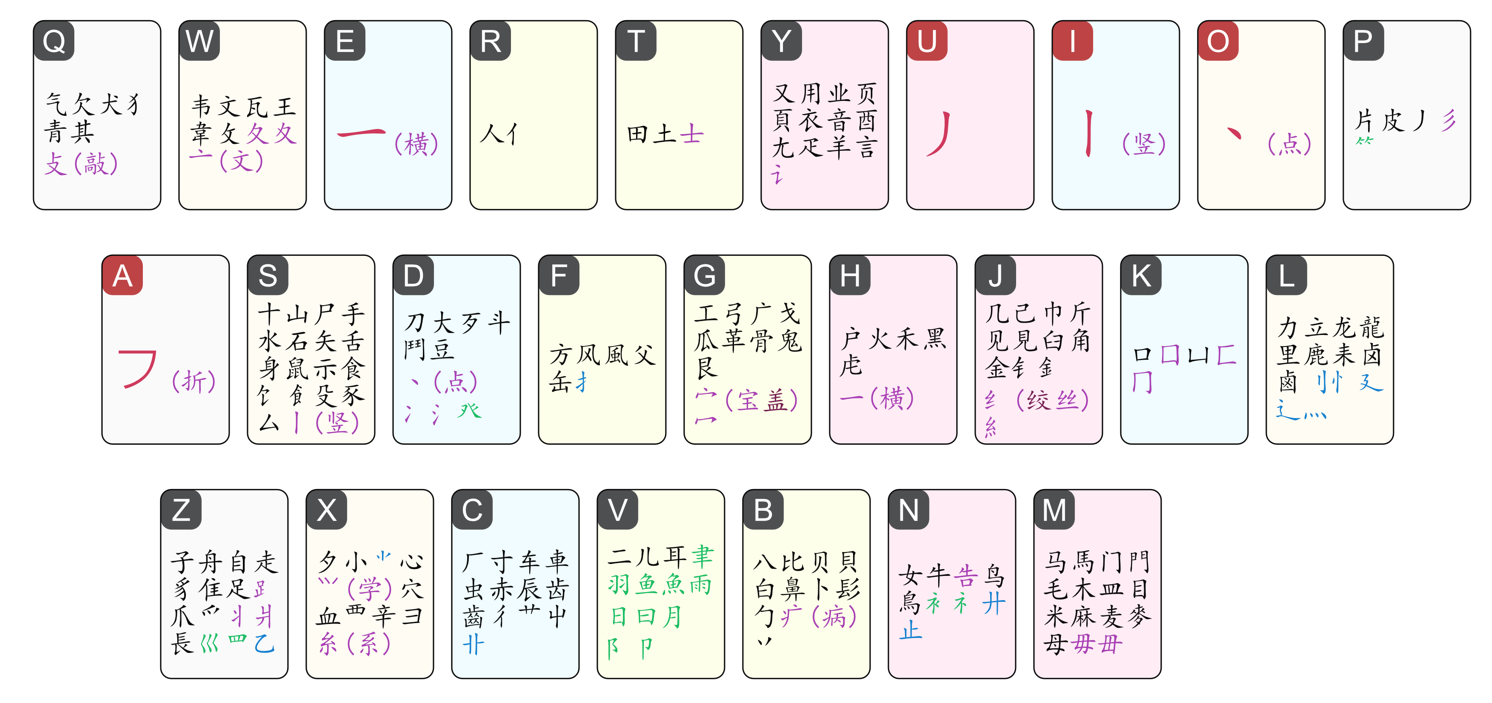 Q
气欠犬犭
青其
攴(敲)
W
韦文瓦王
韋攵久夂
亠(文)
E
一(横)
R
人亻
T
田土士
Y
又用业页
頁衣音酉
尢疋羊言
讠
U
丿
I
丨(竖)
O
丶(点)
P
片皮丿彡
⺮
A
乛(折)
S
十山尸手
水石矢舌
身鼠示食
饣飠殳豕
厶丨(竖)
D
刀大歹斗
鬥豆
丶(点)
冫氵癶
F
方风風父
缶扌
G
工弓广戈
瓜革骨鬼
艮
宀(宝盖)
冖
H
户火禾黑
虍
一(横)
J
几己巾斤
见見臼角
金钅釒
纟(绞丝)
糹
K
口囗凵匚
冂
L
力立龙龍
里鹿耒卤
鹵刂忄廴
辶灬
Z
子舟自走
豸隹足𧾷
爪爫丬爿
長巛罒乙
X
夕小⺌心
⺍(学)穴
血覀辛彐
糸(系)
C
厂寸车車
虫赤辰齿
齒彳艹屮
卝
V
二儿耳聿
羽鱼魚雨
日曰月
阝卩
B
八比贝貝
白鼻卜髟
勹疒(病)
丷
N
女牛告鸟
鳥衤礻廾
止
M
马馬门門
毛木皿目
米麻麦麥
母毋毌